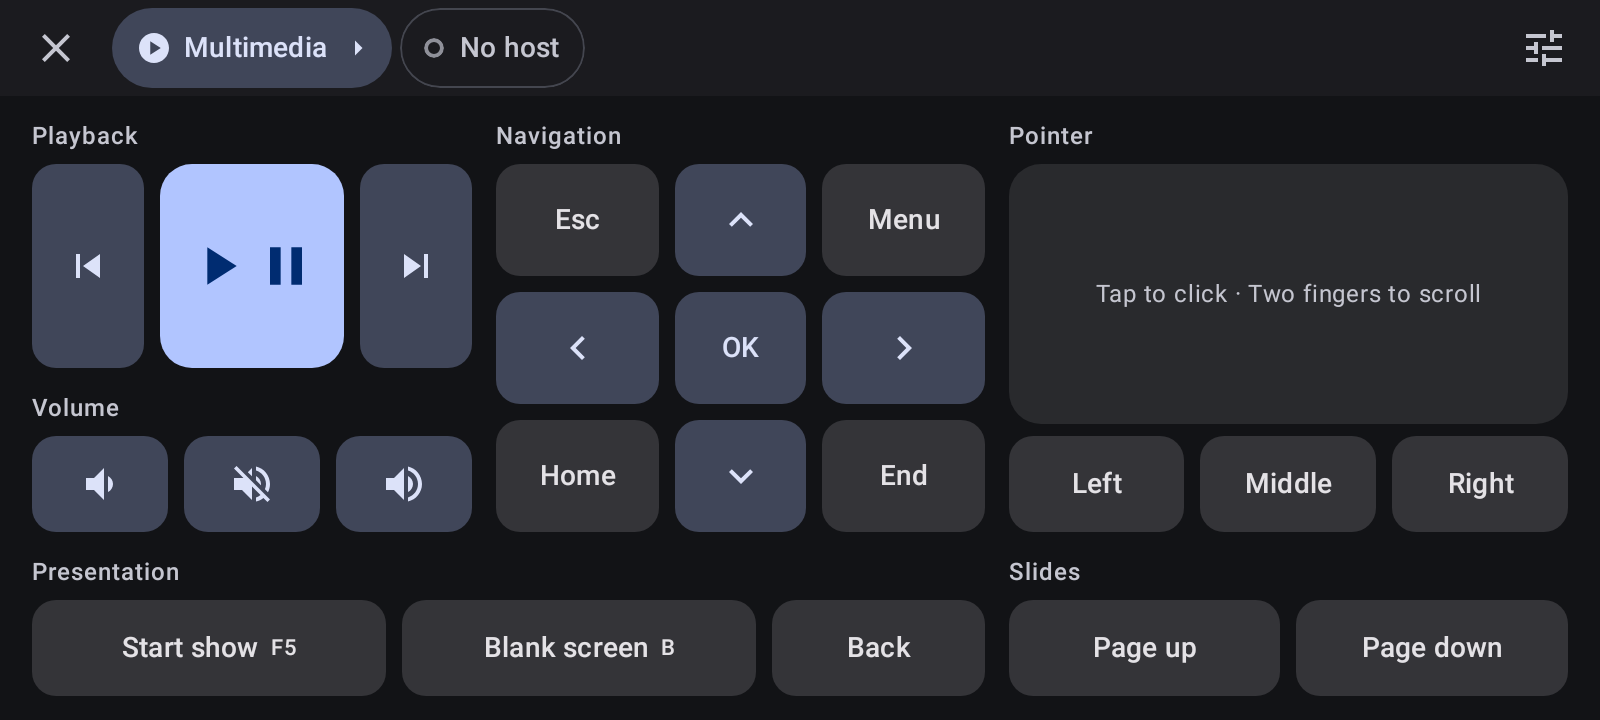 Multimedia
No host
Playback
Navigation
Pointer
Esc
Menu
Tap to click · Two fingers to scroll
OK
Volume
Home
End
Left
Middle
Right
Presentation
Slides
Start show F5
Blank screen B
Back
Page up
Page down